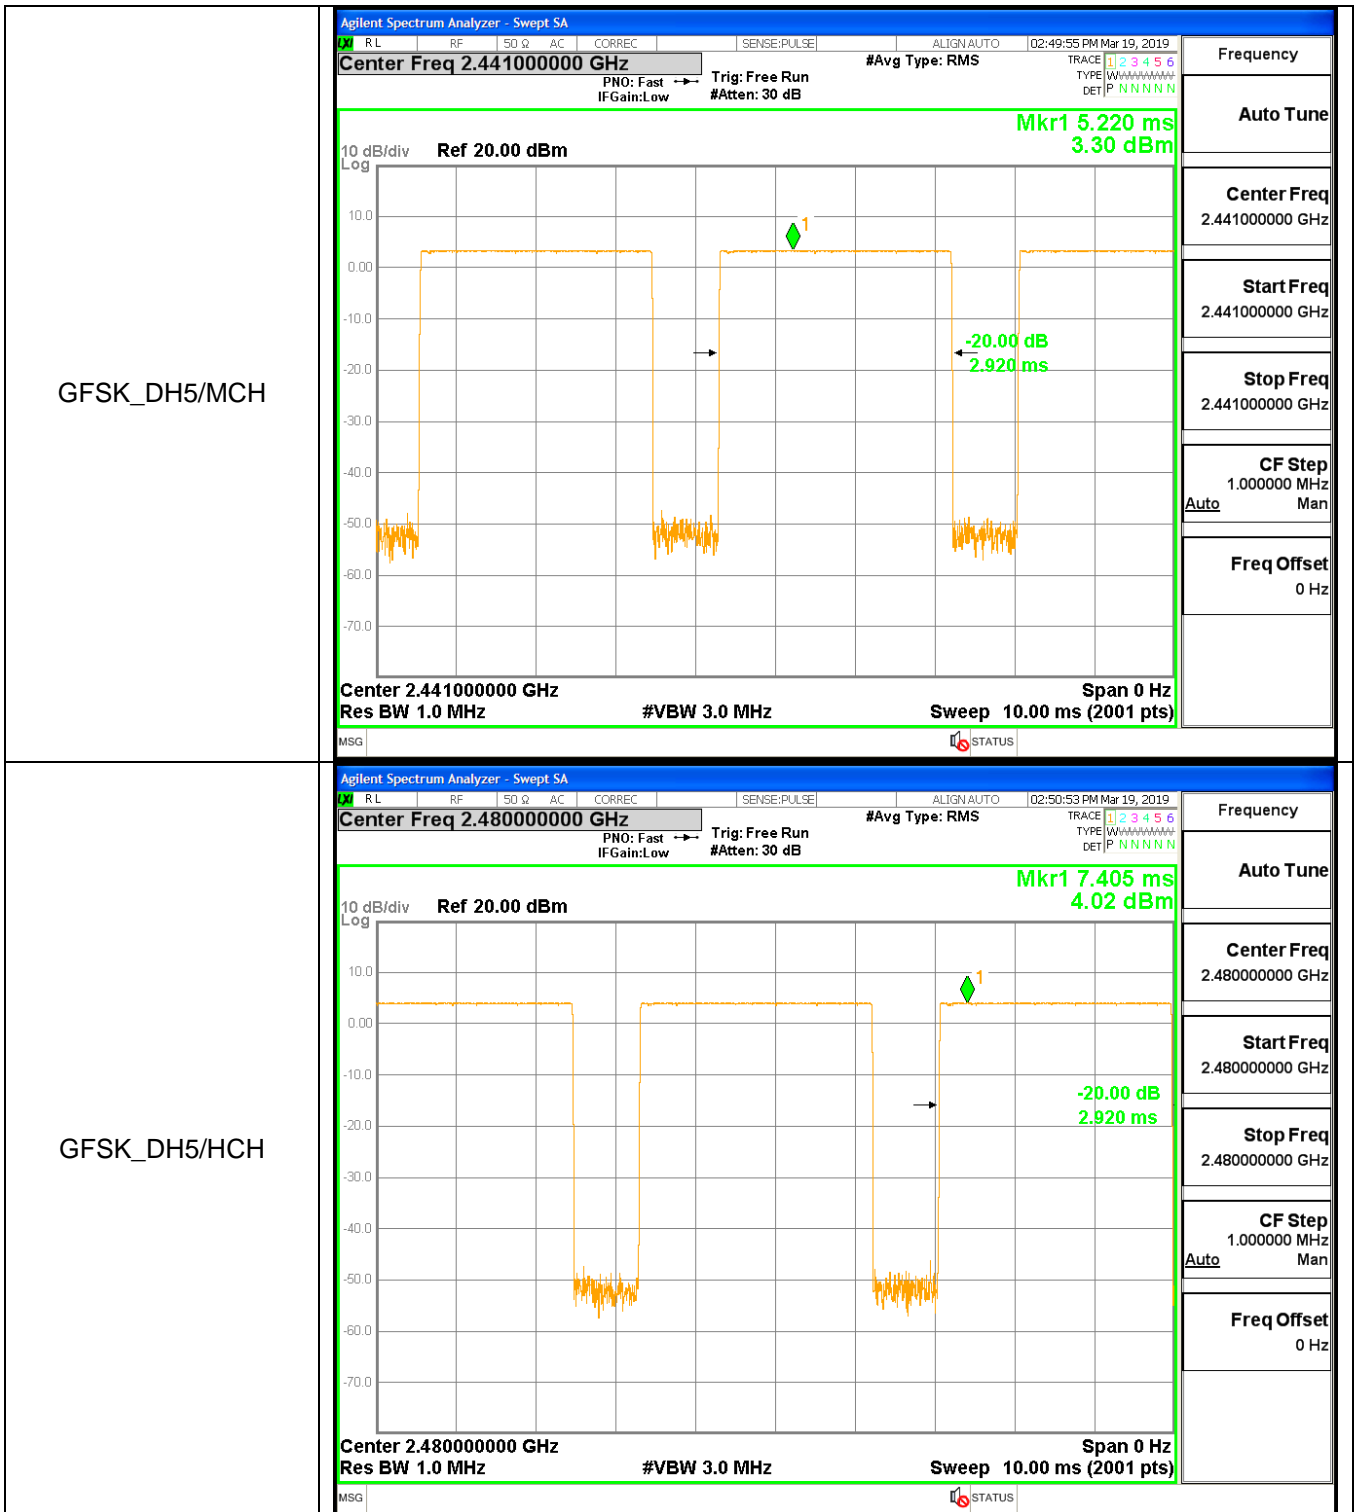 GFSK_DH5/MCH
Agilent Spectrum Analyzer - Swept SA
LXI RL RF 50 Ω AC CORREC SENSE:PULSE ALIGN AUTO 02:49:55 PM Mar 19, 2019
Center Freq 2.441000000 GHz
#Avg Type: RMS
TRACE 1 2 3 4 5 6
PNO: Fast
Trig: Free Run
TYPE
IFGain:Low
#Atten: 30 dB
DET P N N N N N
Mkr1 5.220 ms
3.30 dBm
10 dB/div Ref 20.00 dBm
Log
10.0
1
0.00
-10.0
-20.00 dB
2.920 ms
-20.0
-30.0
-40.0
-50.0
-60.0
-70.0
Center 2.441000000 GHz Span 0 Hz
Res BW 1.0 MHz #VBW 3.0 MHz Sweep 10.00 ms (2001 pts)
MSG STATUS
Frequency
Auto Tune
Center Freq
2.441000000 GHz
Start Freq
2.441000000 GHz
Stop Freq
2.441000000 GHz
CF Step
1.000000 MHz
Auto Man
Freq Offset
0 Hz
GFSK_DH5/HCH
Agilent Spectrum Analyzer - Swept SA
LXI RL RF 50 Ω AC CORREC SENSE:PULSE ALIGN AUTO 02:50:53 PM Mar 19, 2019
Center Freq 2.480000000 GHz
#Avg Type: RMS
TRACE 1 2 3 4 5 6
PNO: Fast
Trig: Free Run
TYPE
IFGain:Low
#Atten: 30 dB
DET P N N N N N
Mkr1 7.405 ms
4.02 dBm
10 dB/div Ref 20.00 dBm
Log
10.0
1
0.00
-10.0
-20.00 dB
2.920 ms
-20.0
-30.0
-40.0
-50.0
-60.0
-70.0
Center 2.480000000 GHz Span 0 Hz
Res BW 1.0 MHz #VBW 3.0 MHz Sweep 10.00 ms (2001 pts)
MSG STATUS
Frequency
Auto Tune
Center Freq
2.480000000 GHz
Start Freq
2.480000000 GHz
Stop Freq
2.480000000 GHz
CF Step
1.000000 MHz
Auto Man
Freq Offset
0 Hz